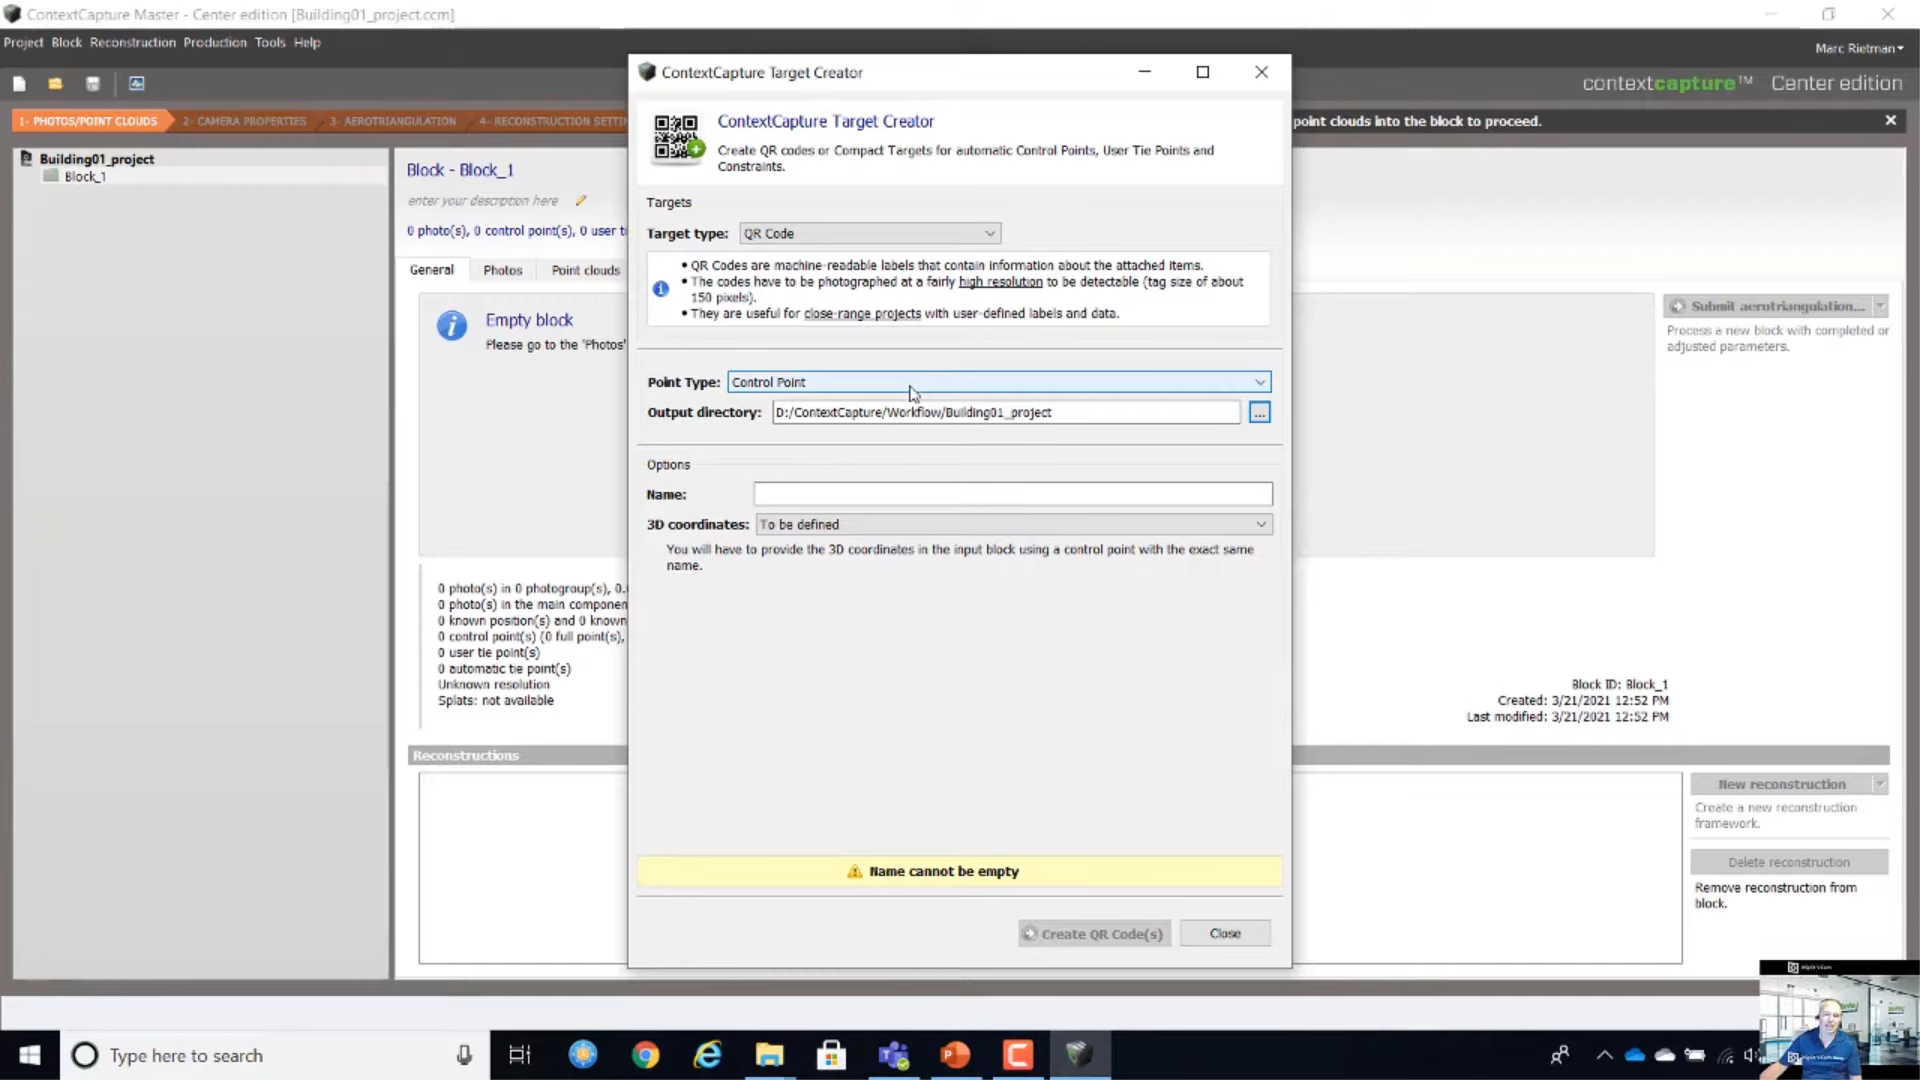 ContextCapture Master - Center edition [Building01_project.ccm]
Project Block Reconstruction Production Tools Help
Marc Rietman
contextcapture™ Center edition
1- PHOTOS/POINT CLOUDS
2- CAMERA PROPERTIES
3- AEROTRIANGULATION
4- RECONSTRUCTION SETTIN
point clouds into the block to proceed.
Building01_project
Block_1
Block - Block_1
enter your description here
0 photo(s), 0 control point(s), 0 user ti
General
Photos
Point clouds
Empty block
Please go to the 'Photos'
0 photo(s) in 0 photogroup(s), 0.
0 photo(s) in the main componen
0 known position(s) and 0 known
0 control point(s) (0 full point(s),
0 user tie point(s)
0 automatic tie point(s)
Unknown resolution
Splats: not available
Reconstructions
ContextCapture Target Creator
ContextCapture Target Creator
Create QR codes or Compact Targets for automatic Control Points, User Tie Points and
Constraints.
Targets
Target type: QR Code
• QR Codes are machine-readable labels that contain information about the attached items.
• The codes have to be photographed at a fairly high resolution to be detectable (tag size of about
150 pixels).
• They are useful for close-range projects with user-defined labels and data.
Point Type: Control Point
Output directory: D:/ContextCapture/Workflow/Building01_project
...
Options
Name:
3D coordinates: To be defined
You will have to provide the 3D coordinates in the input block using a control point with the exact same
name.
Name cannot be empty
Create QR Code(s)
Close
Submit aerotriangulation...
Process a new block with completed or
adjusted parameters.
Block ID: Block_1
Created: 3/21/2021 12:52 PM
Last modified: 3/21/2021 12:52 PM
New reconstruction
Create a new reconstruction
framework.
Delete reconstruction
Remove reconstruction from
block.
Type here to search